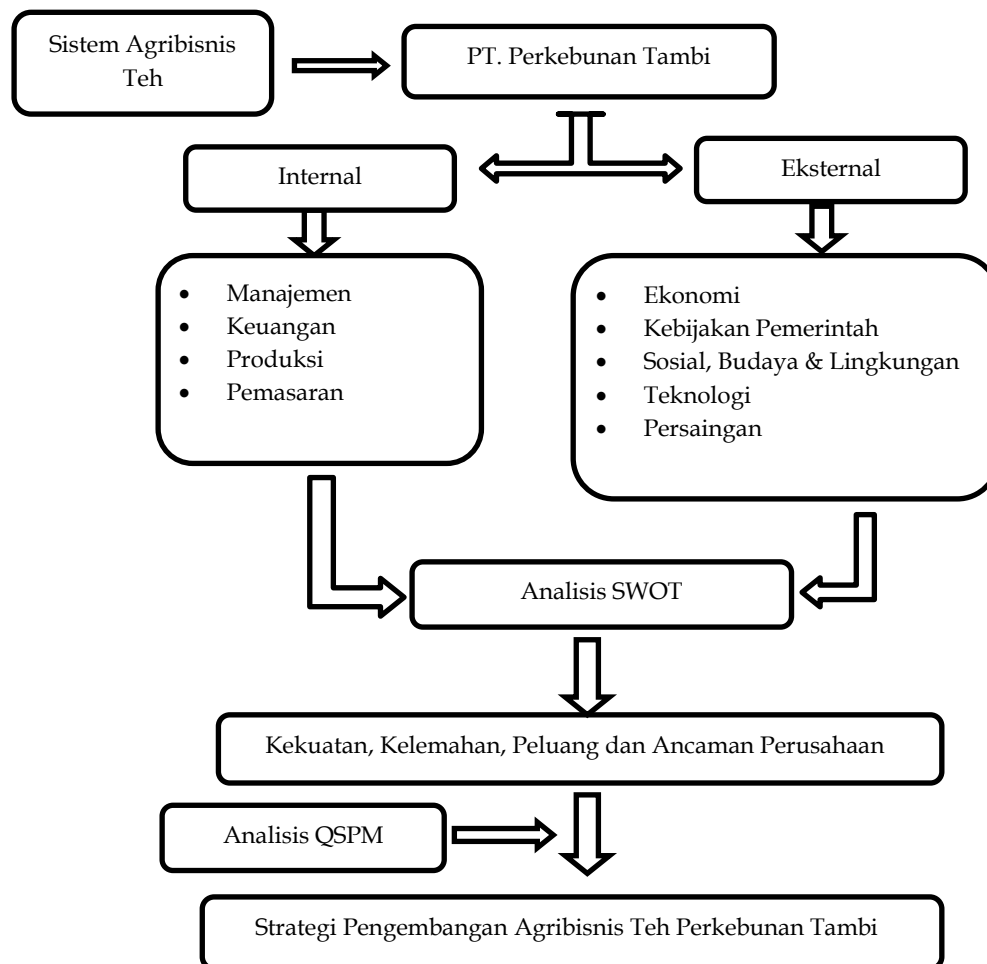 Sistem Agribisnis
Teh
PT. Perkebunan Tambi
Internal
Eksternal
• Manajemen
• Keuangan
• Produksi
• Pemasaran
• Ekonomi
• Kebijakan Pemerintah
• Sosial, Budaya & Lingkungan
• Teknologi
• Persaingan
Analisis SWOT
Kekuatan, Kelemahan, Peluang dan Ancaman Perusahaan
Analisis QSPM
Strategi Pengembangan Agribisnis Teh Perkebunan Tambi